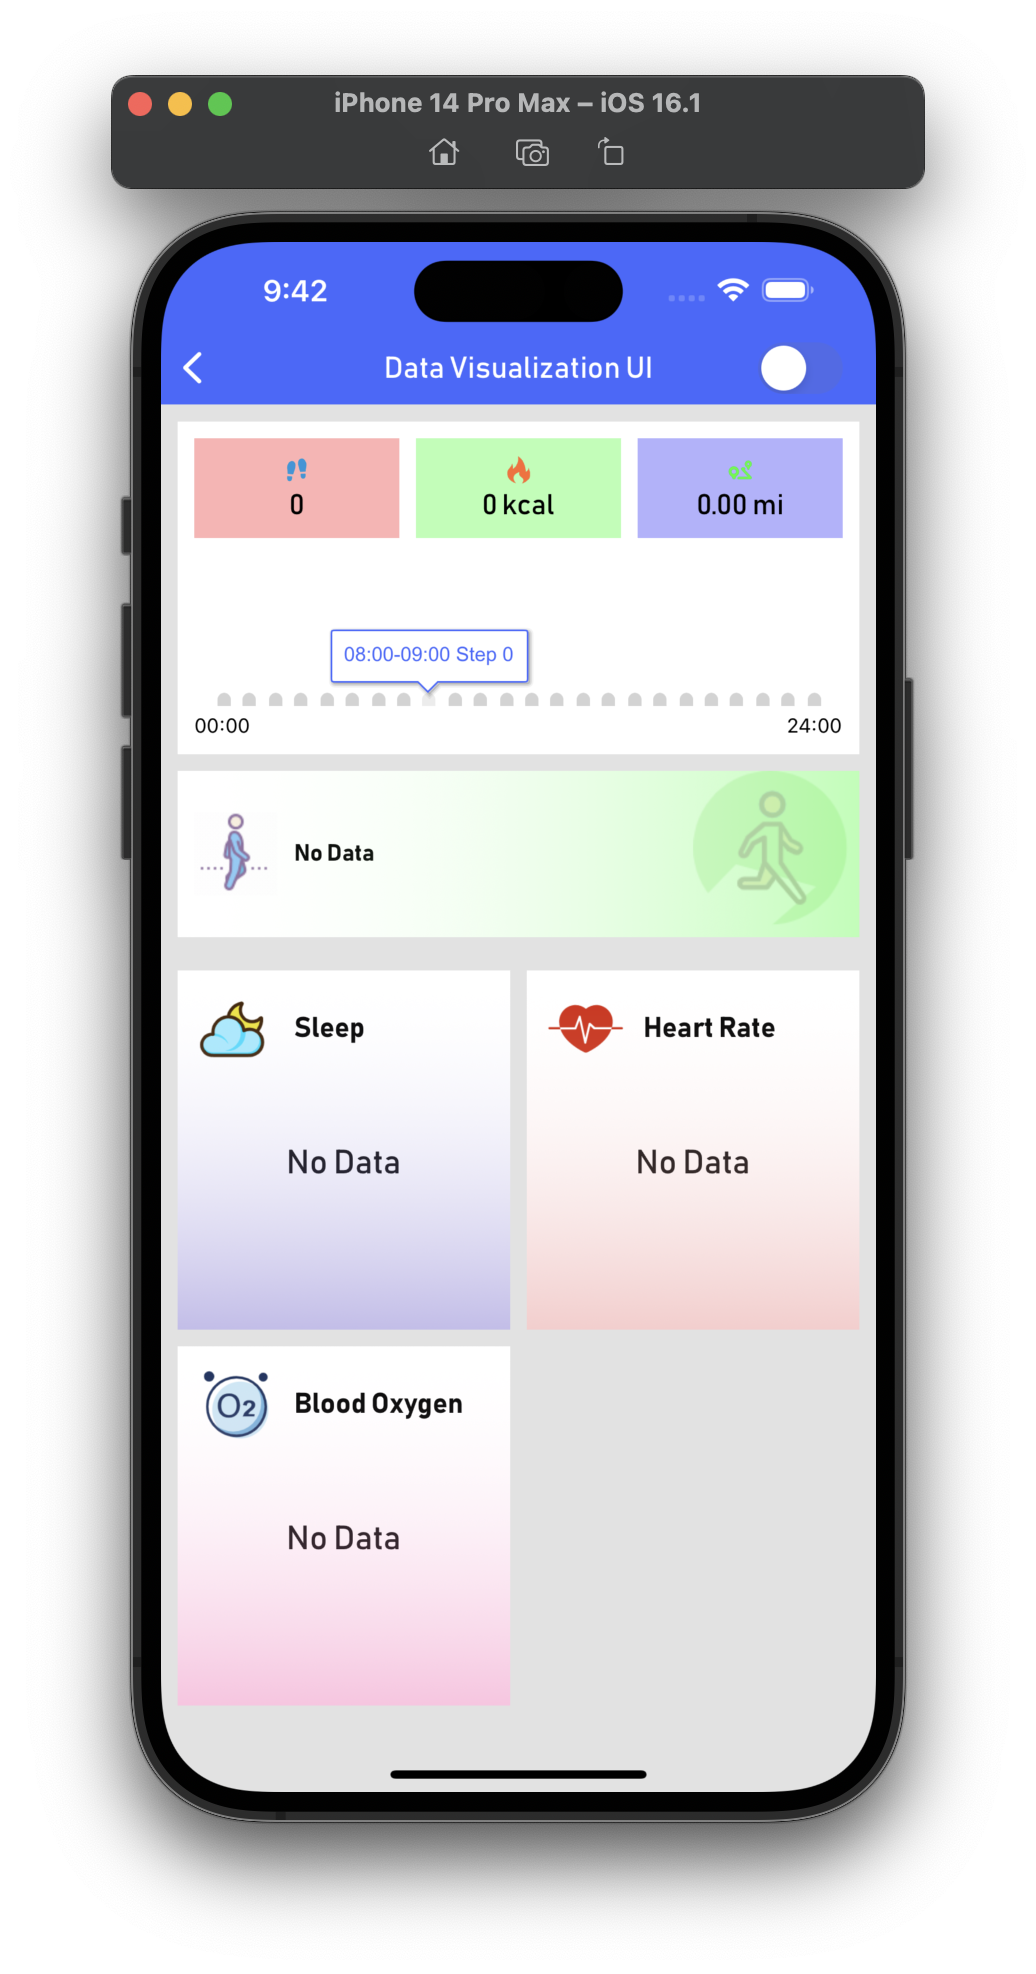 iPhone 14 Pro Max – iOS 16.1
9:42
Data Visualization UI
0
0 kcal
0.00 mi
08:00-09:00 Step 0
00:00
24:00
No Data
Sleep
Heart Rate
No Data
No Data
O2
Blood Oxygen
No Data